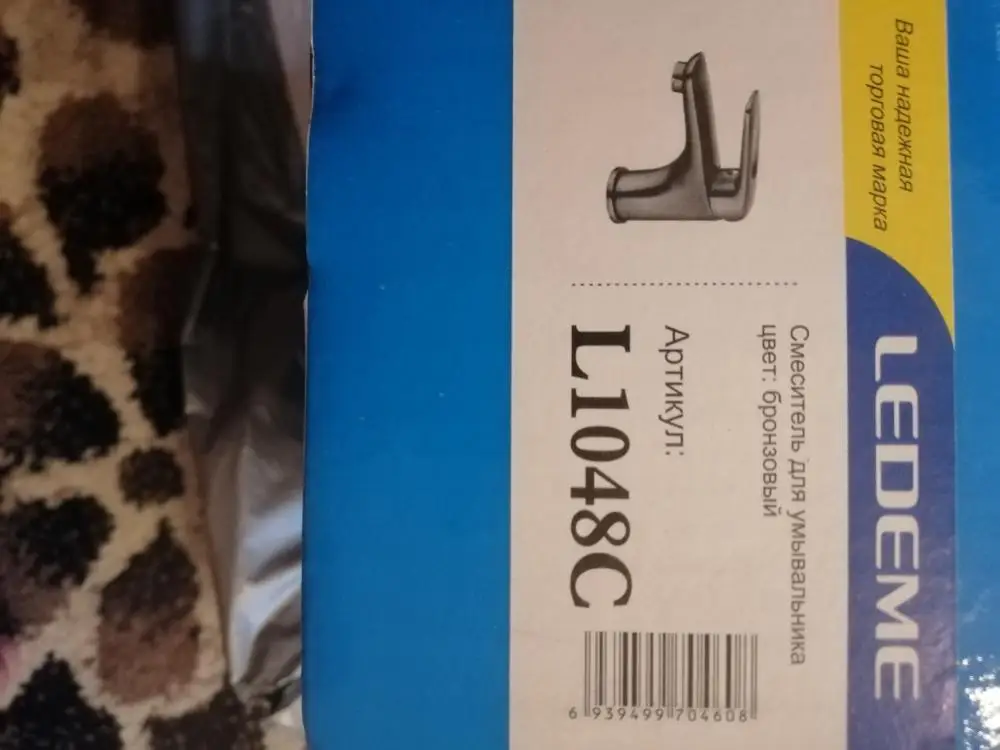 Ваша надежная
торговая марка
LEDEME
Смеситель для умывальника
цвет: бронзовый
Артикул:
L1048C
6 939499 704608